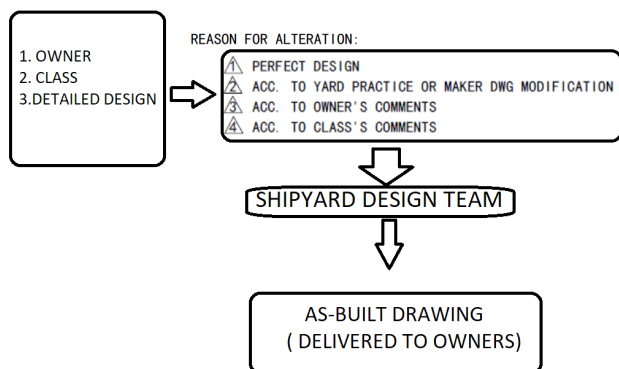 1. OWNER
2. CLASS
3.DETAILED DESIGN
REASON FOR ALTERATION:
1 PERFECT DESIGN
2 ACC. TO YARD PRACTICE OR MAKER DWG MODIFICATION
3 ACC. TO OWNER'S COMMENTS
4 ACC. TO CLASS'S COMMENTS
SHIPYARD DESIGN TEAM
AS-BUILT DRAWING
( DELIVERED TO OWNERS)